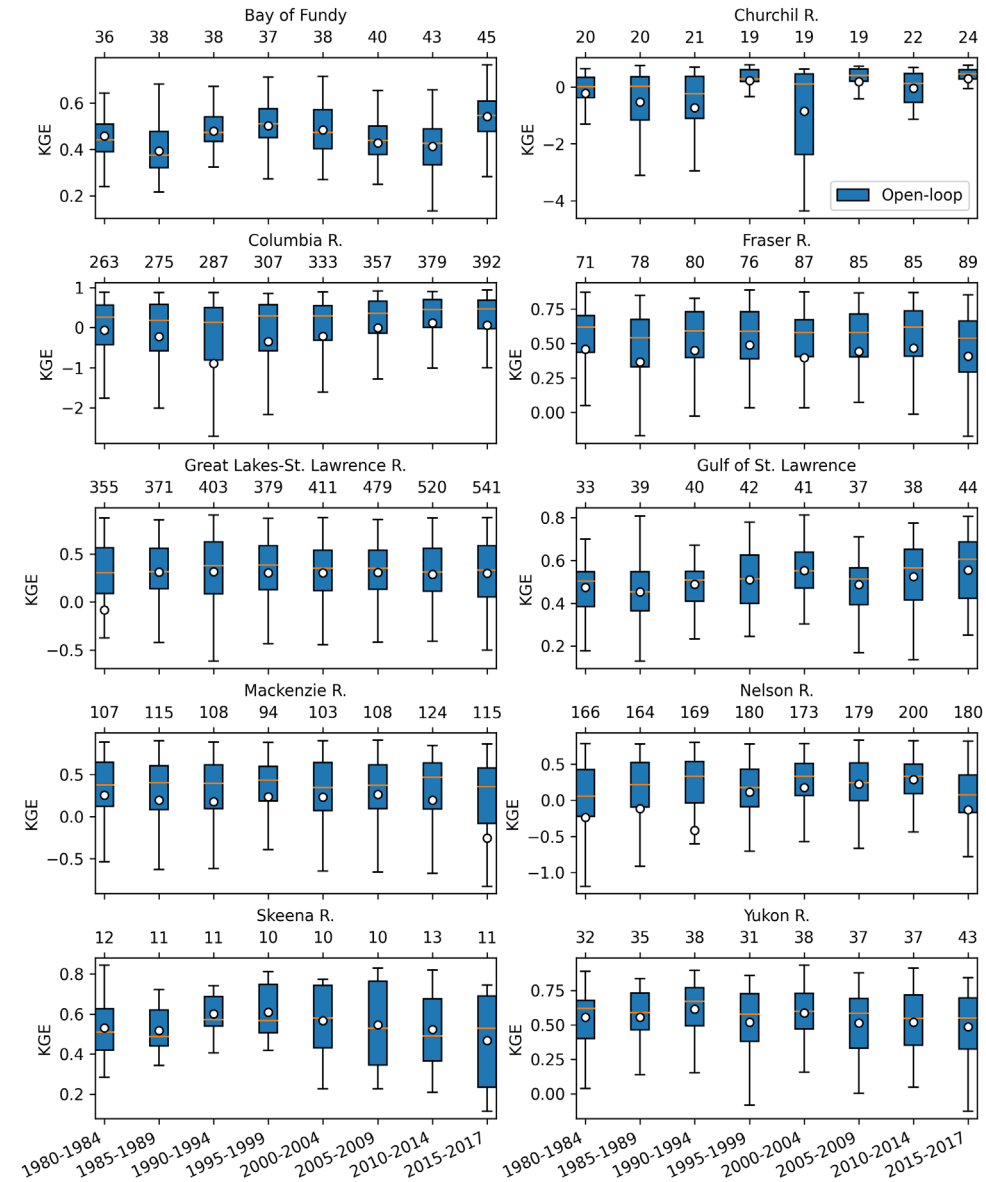 Bay of Fundy
36 38 38 37 38 40 43 45
KGE
0.6
0.4
0.2
Churchil R.
20 20 21 19 19 19 22 24
KGE
0
−2
−4
Open-loop
Columbia R.
263 275 287 307 333 357 379 392
KGE
1
0
−1
−2
Fraser R.
71 78 80 76 87 85 85 89
KGE
0.75
0.50
0.25
0.00
Great Lakes-St. Lawrence R.
355 371 403 379 411 479 520 541
KGE
0.5
0.0
−0.5
Gulf of St. Lawrence
33 39 40 42 41 37 38 44
KGE
0.8
0.6
0.4
0.2
Mackenzie R.
107 115 108 94 103 108 124 115
KGE
0.5
0.0
−0.5
Nelson R.
166 164 169 180 173 179 200 180
KGE
0.5
0.0
−0.5
−1.0
Skeena R.
12 11 11 10 10 10 13 11
KGE
0.8
0.6
0.4
0.2
1980-1984 1985-1989 1990-1994 1995-1999 2000-2004 2005-2009 2010-2014 2015-2017
Yukon R.
32 35 38 31 38 37 37 43
KGE
0.75
0.50
0.25
0.00
1980-1984 1985-1989 1990-1994 1995-1999 2000-2004 2005-2009 2010-2014 2015-2017